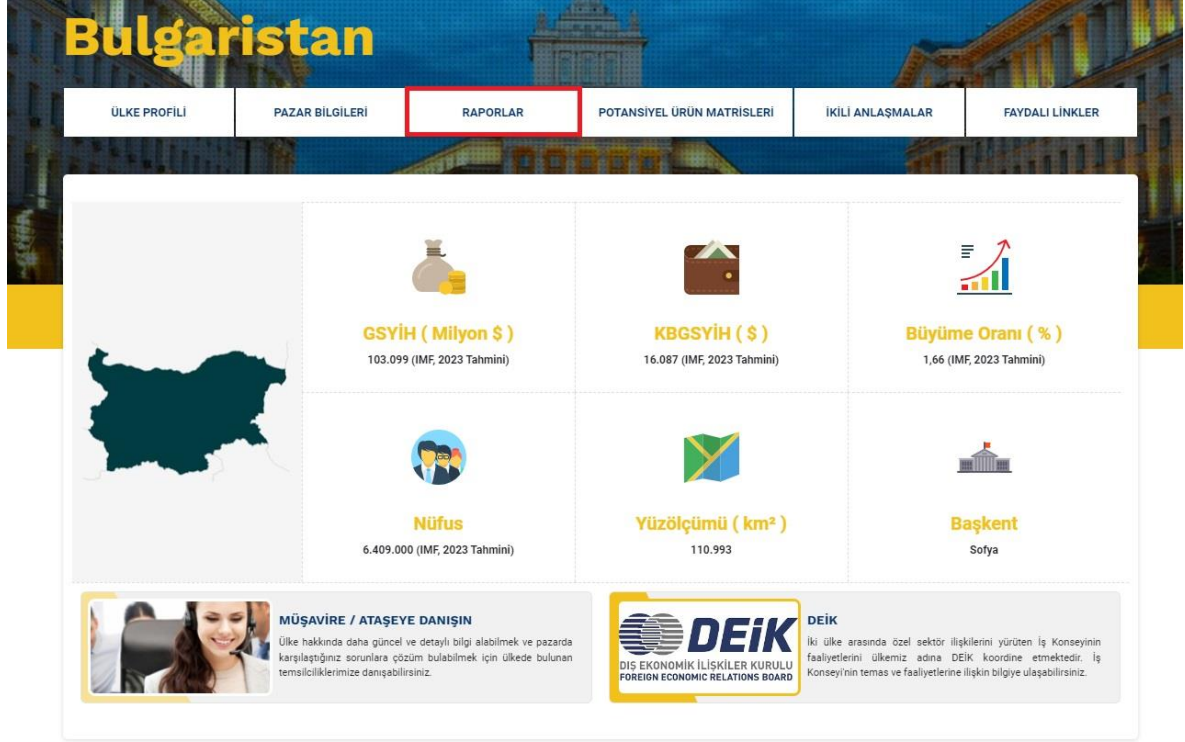 Bulgaristan
ÜLKE PROFİLİ
PAZAR BİLGİLERİ
RAPORLAR
POTANSİYEL ÜRÜN MATRİSLERİ
İKİLİ ANLAŞMALAR
FAYDALI LİNKLER
GSYİH ( Milyon $ )
103.099 (IMF, 2023 Tahmini)
KBGSYİH ( $ )
16.087 (IMF, 2023 Tahmini)
Büyüme Oranı ( % )
1,66 (IMF, 2023 Tahmini)
Nüfus
6.409.000 (IMF, 2023 Tahmini)
Yüzölçümü ( km² )
110.993
Başkent
Sofya
MÜŞAVİRE / ATAŞEYE DANIŞIN
Ülke hakkında daha güncel ve detaylı bilgi alabilmek ve pazarda
karşılaştığınız sorunlara çözüm bulabilmek için ülkede bulunan
temsilciliklerimize danışabilirsiniz.
DEİK
DIŞ EKONOMİK İLİŞKİLER KURULU
FOREIGN ECONOMIC RELATIONS BOARD
DEİK
İki ülke arasında özel sektör ilişkilerini yürüten İş Konseyinin
faaliyetlerini ülkemiz adına DEİK koordine etmektedir. İş
Konseyi'nin temas ve faaliyetlerine ilişkin bilgiye ulaşabilirsiniz.